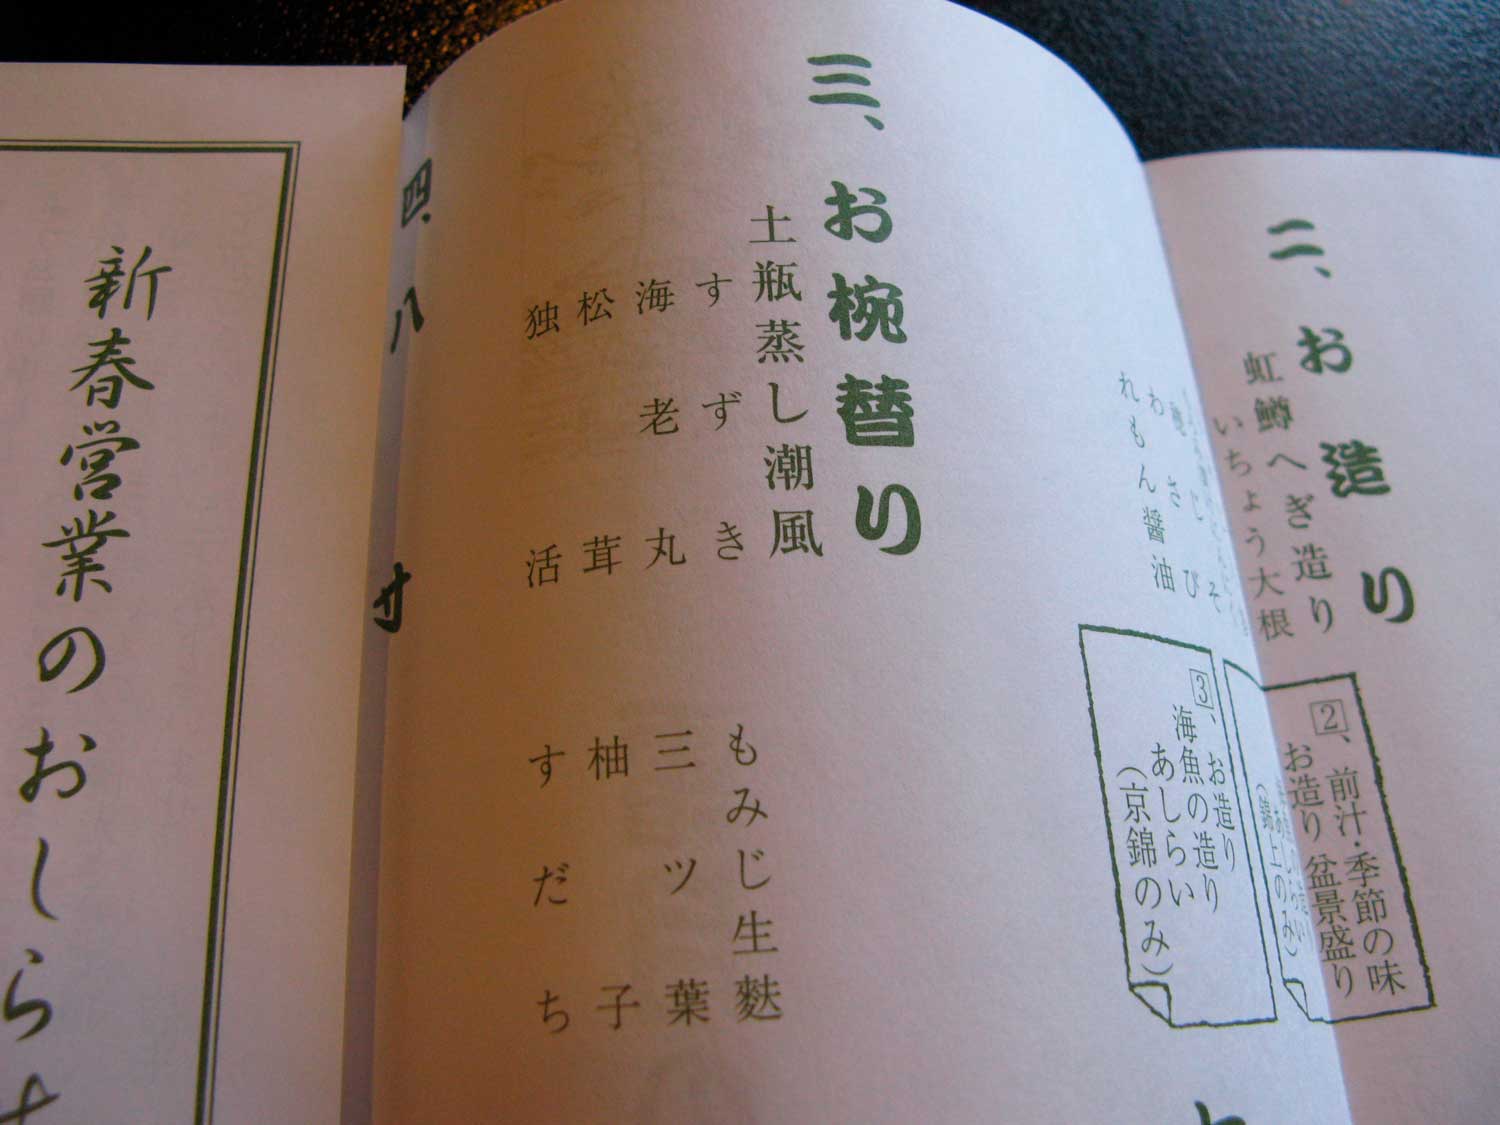 二、お造り
虹鱒へぎ造り
いちょう大根
れもん醤油
2、前汁・季節の味
お造り 盆景盛り
3、お造り
海魚の造り
あしらい
（京錦のみ）
三、お椀替り
土瓶蒸し潮風
すずき
海老丸
松茸
独活
もみじ生麩
三ツ葉
柚子
すだち
四、八寸
新春営業のおしらせ